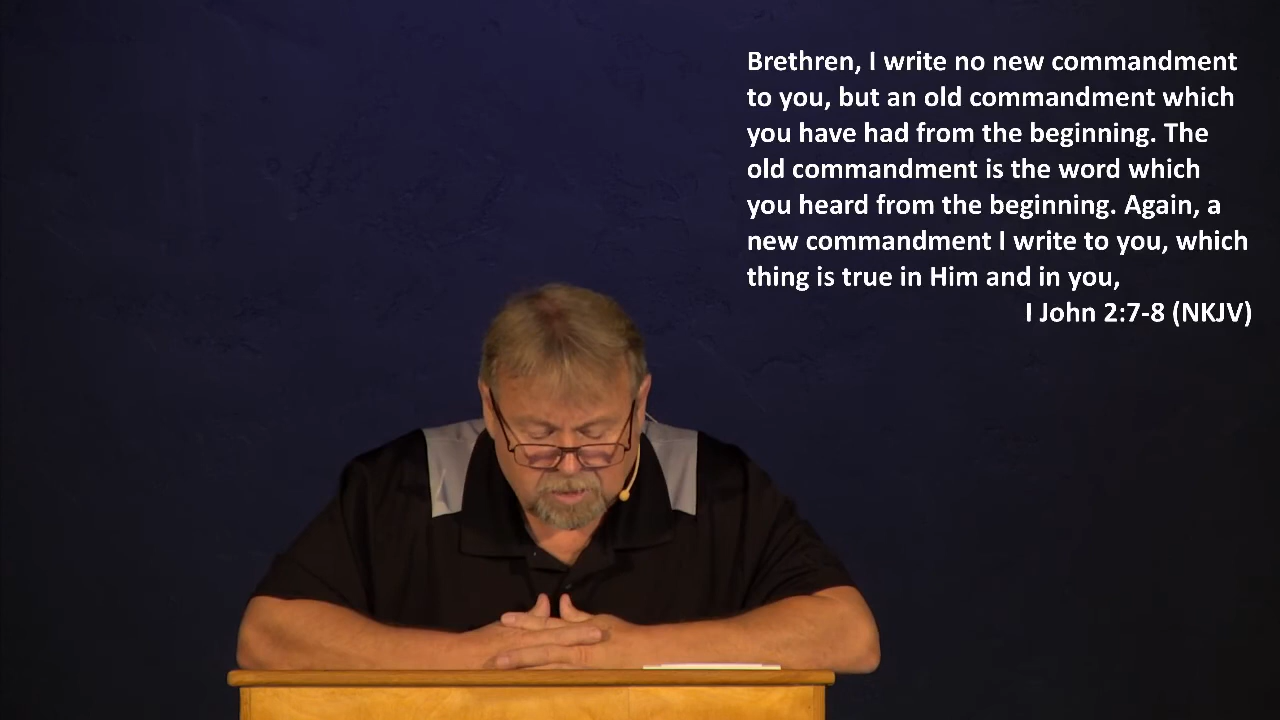 Brethren, I write no new commandment
to you, but an old commandment which
you have had from the beginning. The
old commandment is the word which
you heard from the beginning. Again, a
new commandment I write to you, which
thing is true in Him and in you,
I John 2:7-8 (NKJV)